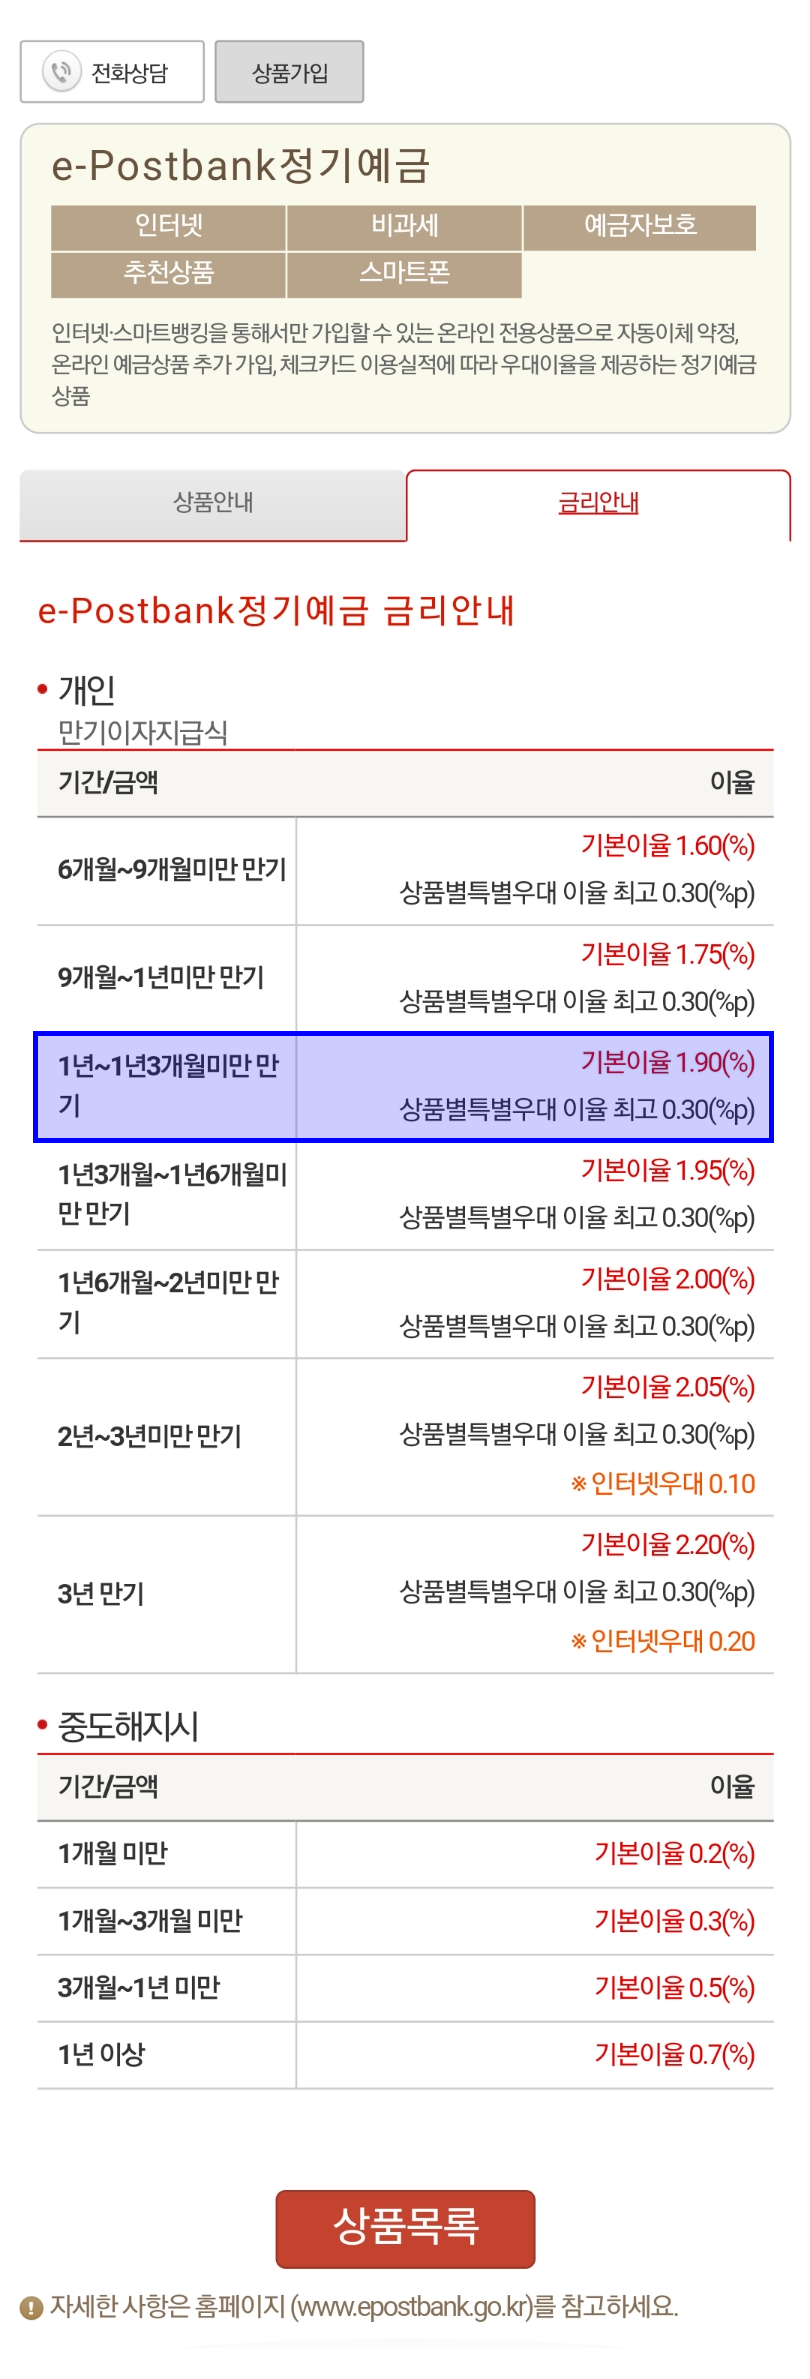 전화상담
상품가입
e-Postbank정기예금
인터넷 비과세 예금자보호
추천상품 스마트폰
인터넷·스마트뱅킹을 통해서만 가입할 수 있는 온라인 전용상품으로 자동이체 약정,
온라인 예금상품 추가 가입, 체크카드 이용실적에 따라 우대이율을 제공하는 정기예금
상품
상품안내
금리안내
e-Postbank정기예금 금리안내
• 개인
만기이자지급식
기간/금액 이율
6개월~9개월미만 만기
기본이율 1.60(%)
상품별특별우대 이율 최고 0.30(%p)
9개월~1년미만 만기
기본이율 1.75(%)
상품별특별우대 이율 최고 0.30(%p)
1년~1년3개월미만 만
기
기본이율 1.90(%)
상품별특별우대 이율 최고 0.30(%p)
1년3개월~1년6개월미
만 만기
기본이율 1.95(%)
상품별특별우대 이율 최고 0.30(%p)
1년6개월~2년미만 만
기
기본이율 2.00(%)
상품별특별우대 이율 최고 0.30(%p)
2년~3년미만 만기
기본이율 2.05(%)
상품별특별우대 이율 최고 0.30(%p)
※ 인터넷우대 0.10
3년 만기
기본이율 2.20(%)
상품별특별우대 이율 최고 0.30(%p)
※ 인터넷우대 0.20
• 중도해지시
기간/금액 이율
1개월 미만 기본이율 0.2(%)
1개월~3개월 미만 기본이율 0.3(%)
3개월~1년 미만 기본이율 0.5(%)
1년 이상 기본이율 0.7(%)
상품목록
! 자세한 사항은 홈페이지 (www.epostbank.go.kr)를 참고하세요.